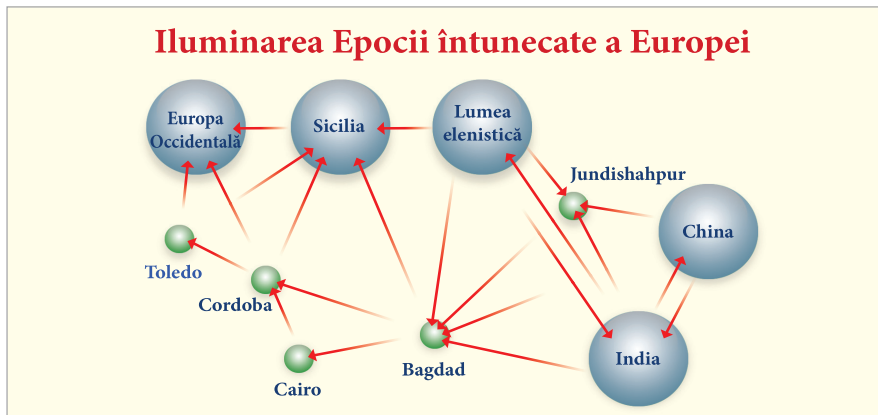 Iluminarea Epocii întunecate a Europei
Europa
Occidentală
Sicilia
Lumea
elenistică
Jundishahpur
China
Toledo
Cordoba
Cairo
Bagdad
India